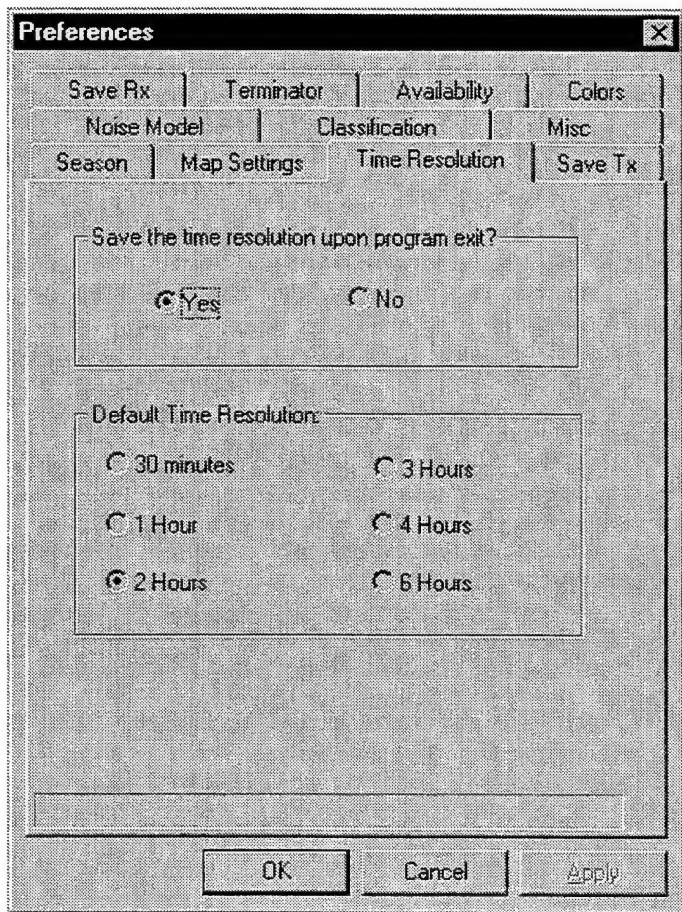 Preferences
Save Rx Terminator Availability Colors
Noise Model Classification Misc
Season Map Settings Time Resolution Save Tx
Save the time resolution upon program exit?
Yes No
Default Time Resolution:
30 minutes 3 Hours
1 Hour 4 Hours
2 Hours 6 Hours
OK Cancel Apply